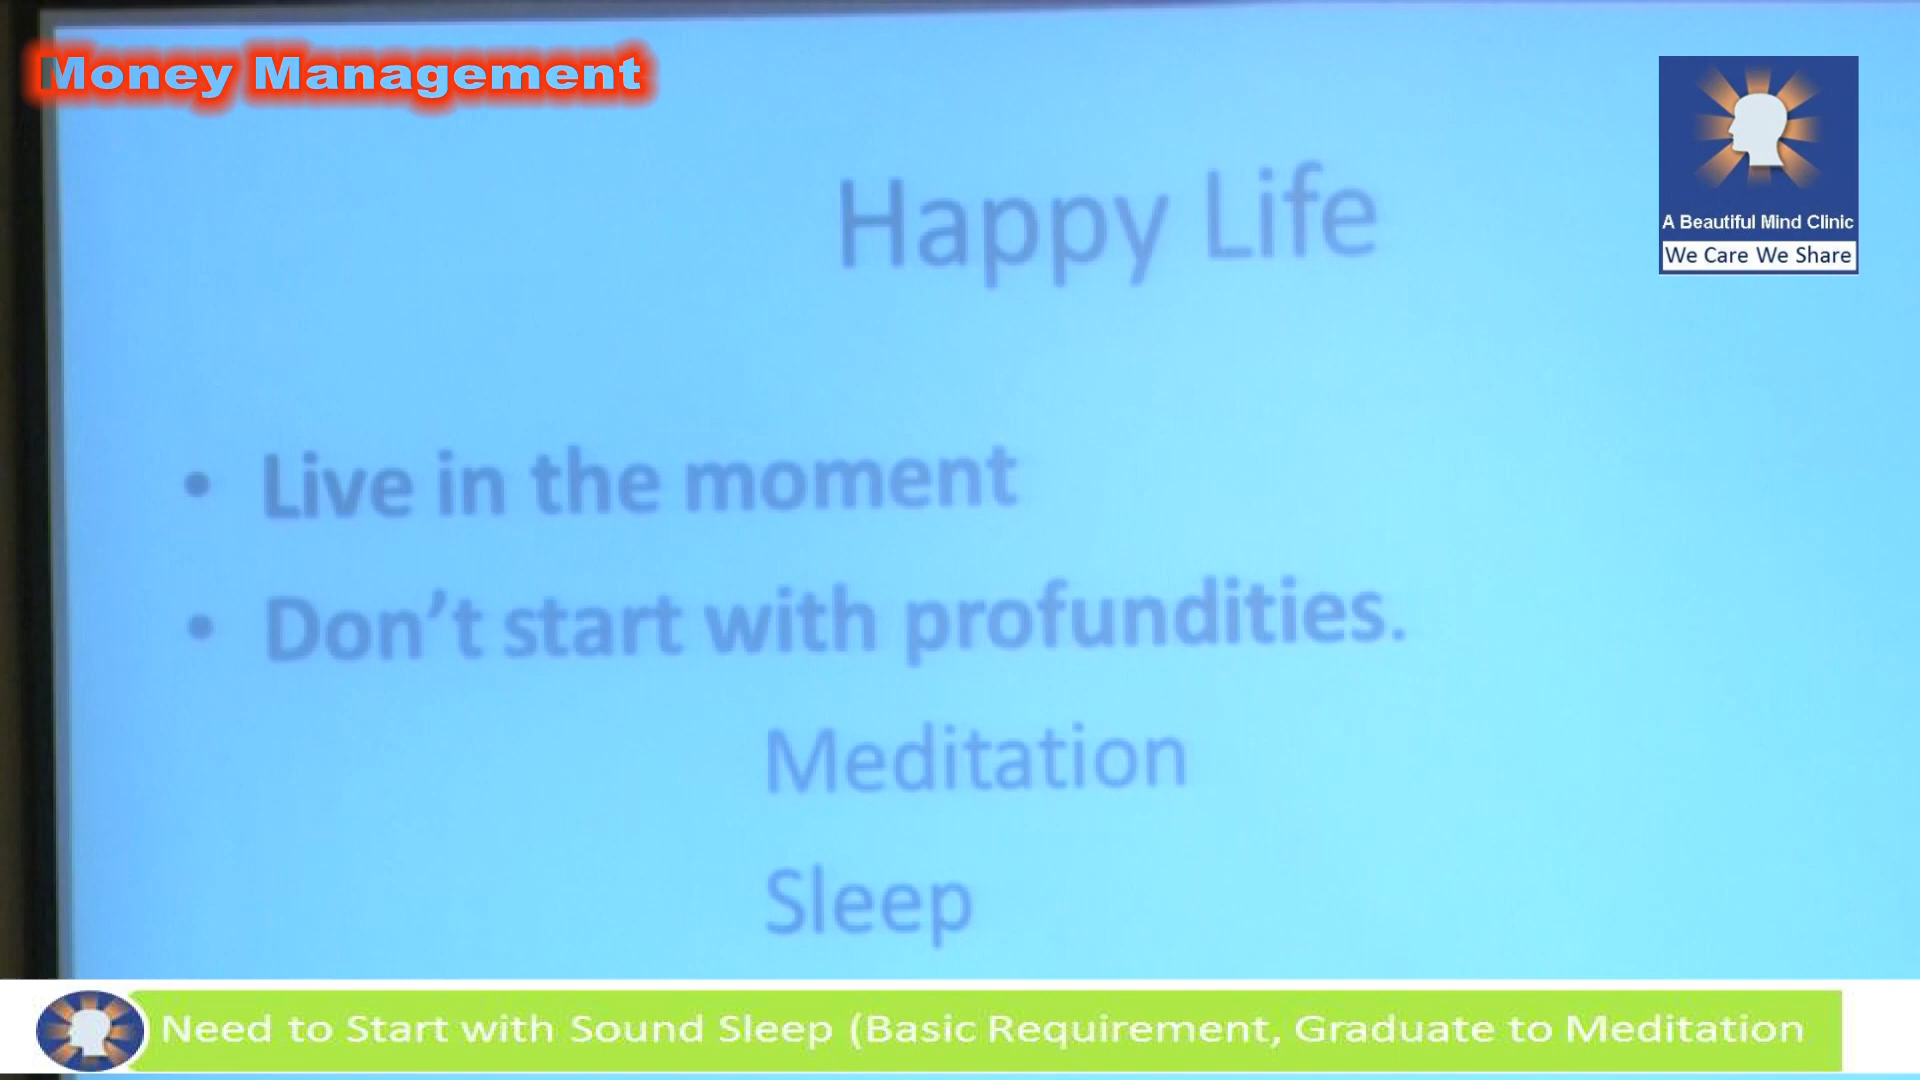 Money Management
Happy Life
A Beautiful Mind Clinic
We Care We Share
• Live in the moment
• Don't start with profundities.
Meditation
Sleep
Need to Start with Sound Sleep (Basic Requirement, Graduate to Meditation